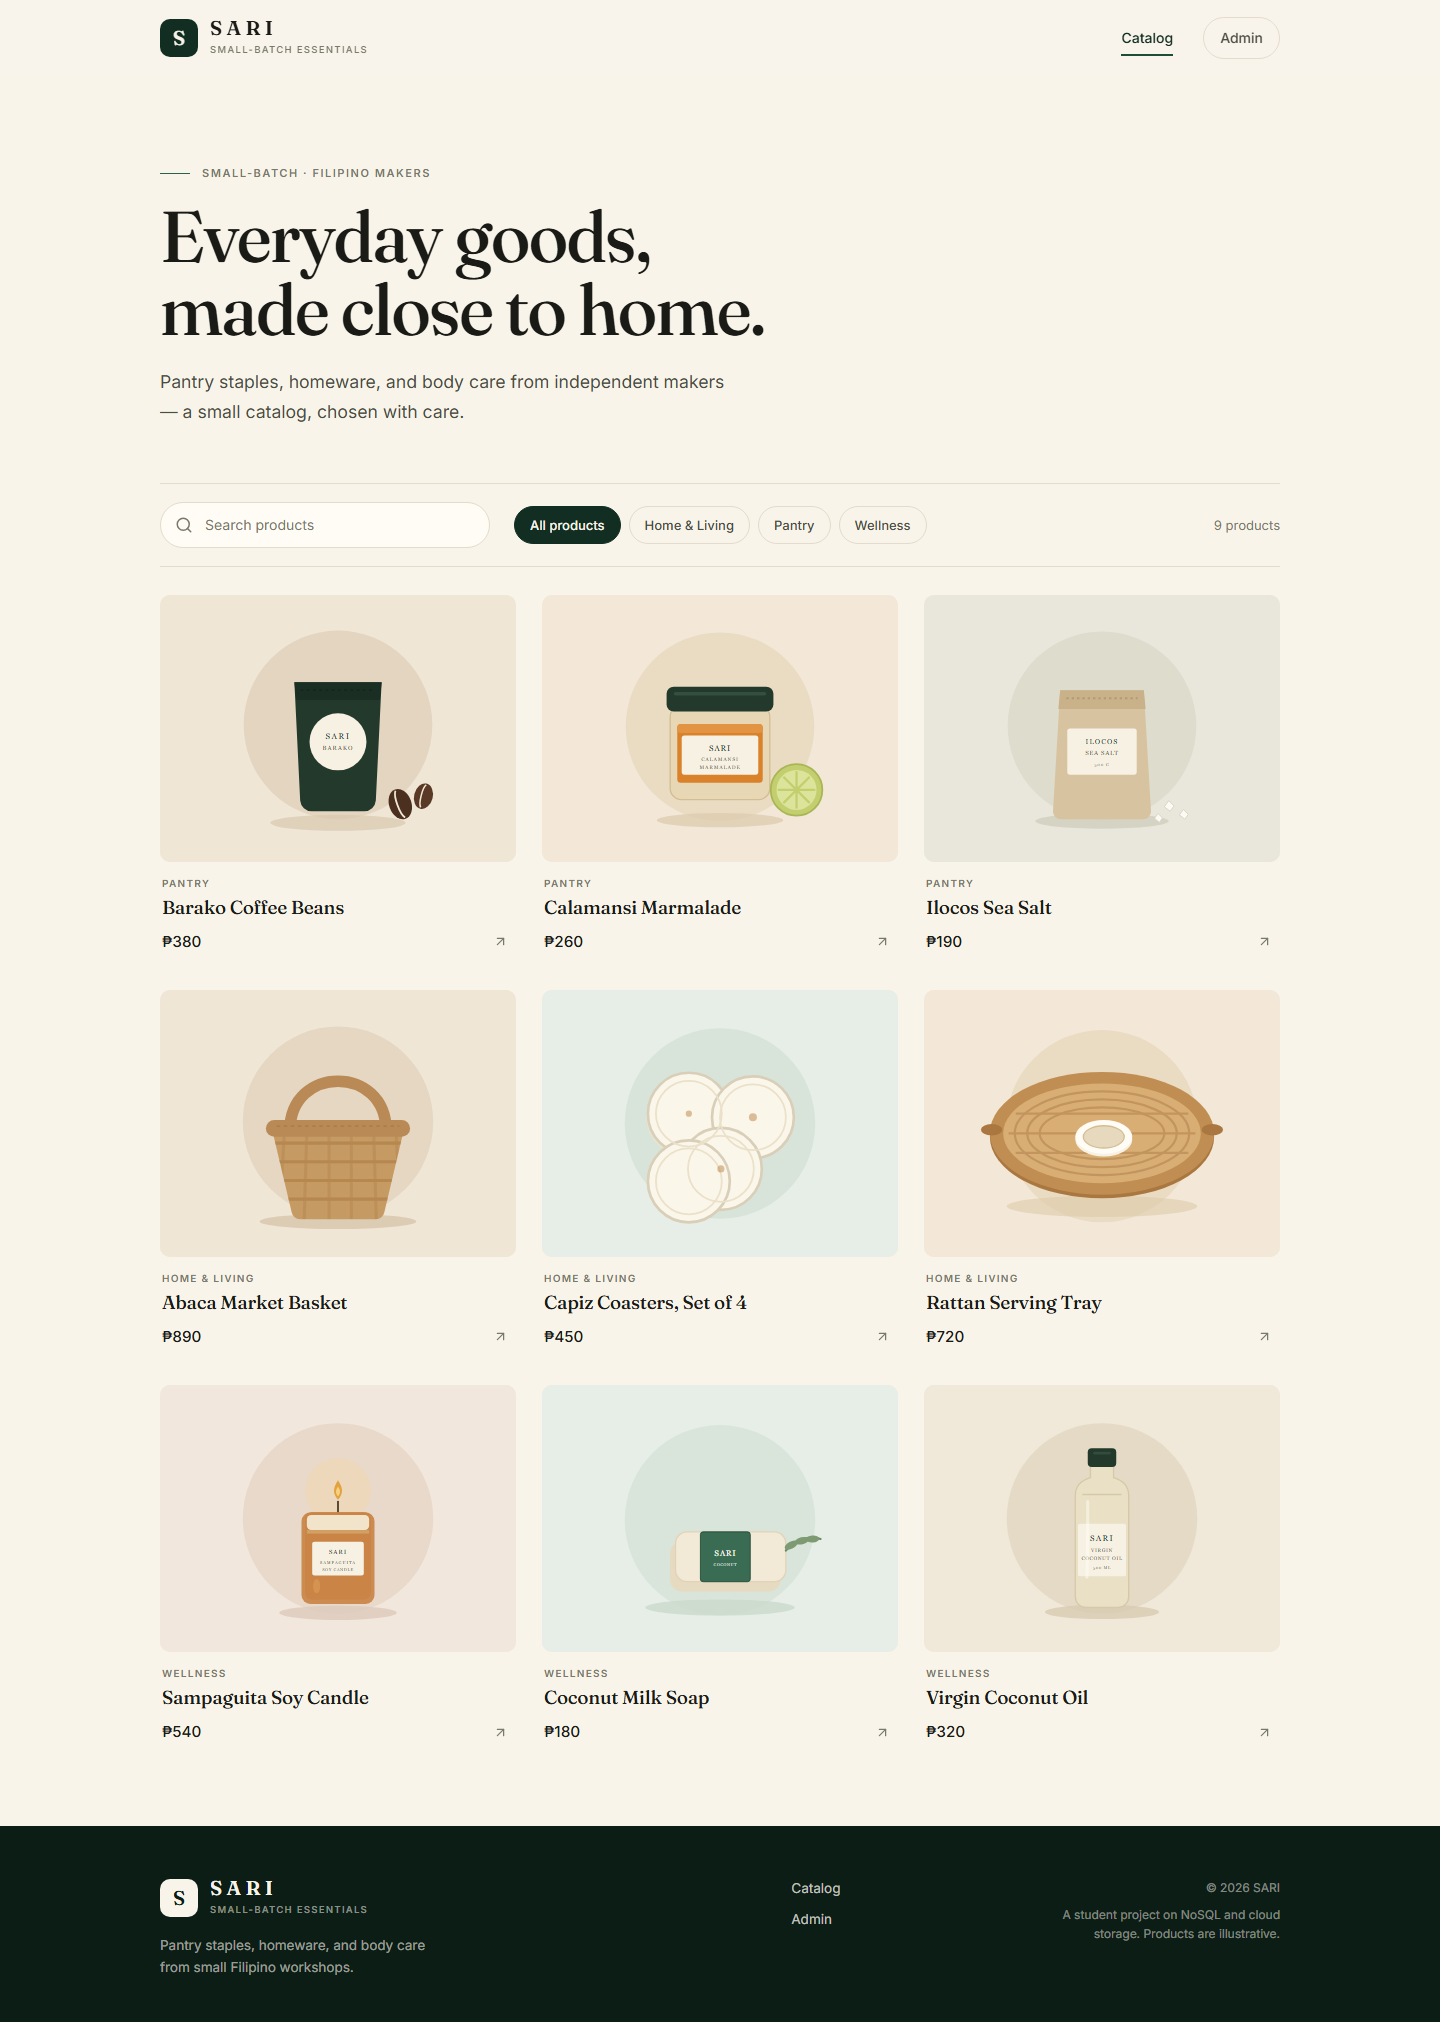 S
SARI
SMALL-BATCH ESSENTIALS
Catalog
Admin
SMALL-BATCH · FILIPINO MAKERS
Everyday goods,
made close to home.
Pantry staples, homeware, and body care from independent makers
— a small catalog, chosen with care.
Search products
All products
Home & Living
Pantry
Wellness
9 products
SARI
BARAKO
SARI
CALAMANSI
MARMALADE
ILOCOS
SEA SALT
PANTRY
Barako Coffee Beans
₱380
PANTRY
Calamansi Marmalade
₱260
PANTRY
Ilocos Sea Salt
₱190
HOME & LIVING
Abaca Market Basket
₱890
HOME & LIVING
Capiz Coasters, Set of 4
₱450
HOME & LIVING
Rattan Serving Tray
₱720
SARI
SAMPAGUITA
SOY CANDLE
SARI
COCONUT
SARI
VIRGIN
COCONUT OIL
WELLNESS
Sampaguita Soy Candle
₱540
WELLNESS
Coconut Milk Soap
₱180
WELLNESS
Virgin Coconut Oil
₱320
S
SARI
SMALL-BATCH ESSENTIALS
Pantry staples, homeware, and body care
from small Filipino workshops.
Catalog
Admin
© 2026 SARI
A student project on NoSQL and cloud
storage. Products are illustrative.